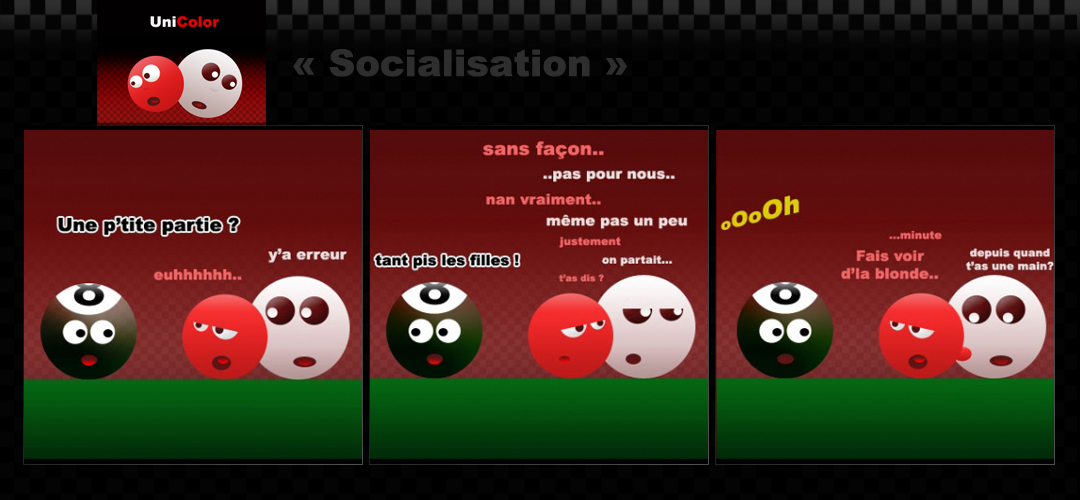 UniColor
« Socialisation »
Une p'tite partie ?
y'a erreur
euhhhhhh..
sans façon..
..pas pour nous..
nan vraiment..
même pas un peu
justement
on partait...
tant pis les filles !
t'as dis ?
oOoOh
...minute
Fais voir
d'la blonde..
depuis quand
t'as une main?